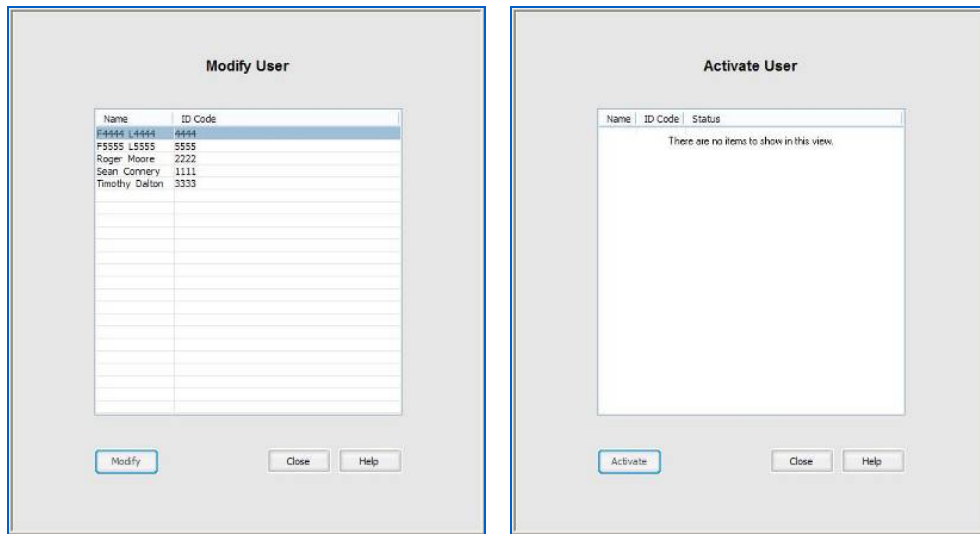 Modify User
Name ID Code
F4444 L4444 4444
F5555 L5555 5555
Roger Moore 2222
Sean Connery 1111
Timothy Dalton 3333
Modify Close Help
Activate User
Name ID Code Status
There are no items to show in this view.
Activate Close Help